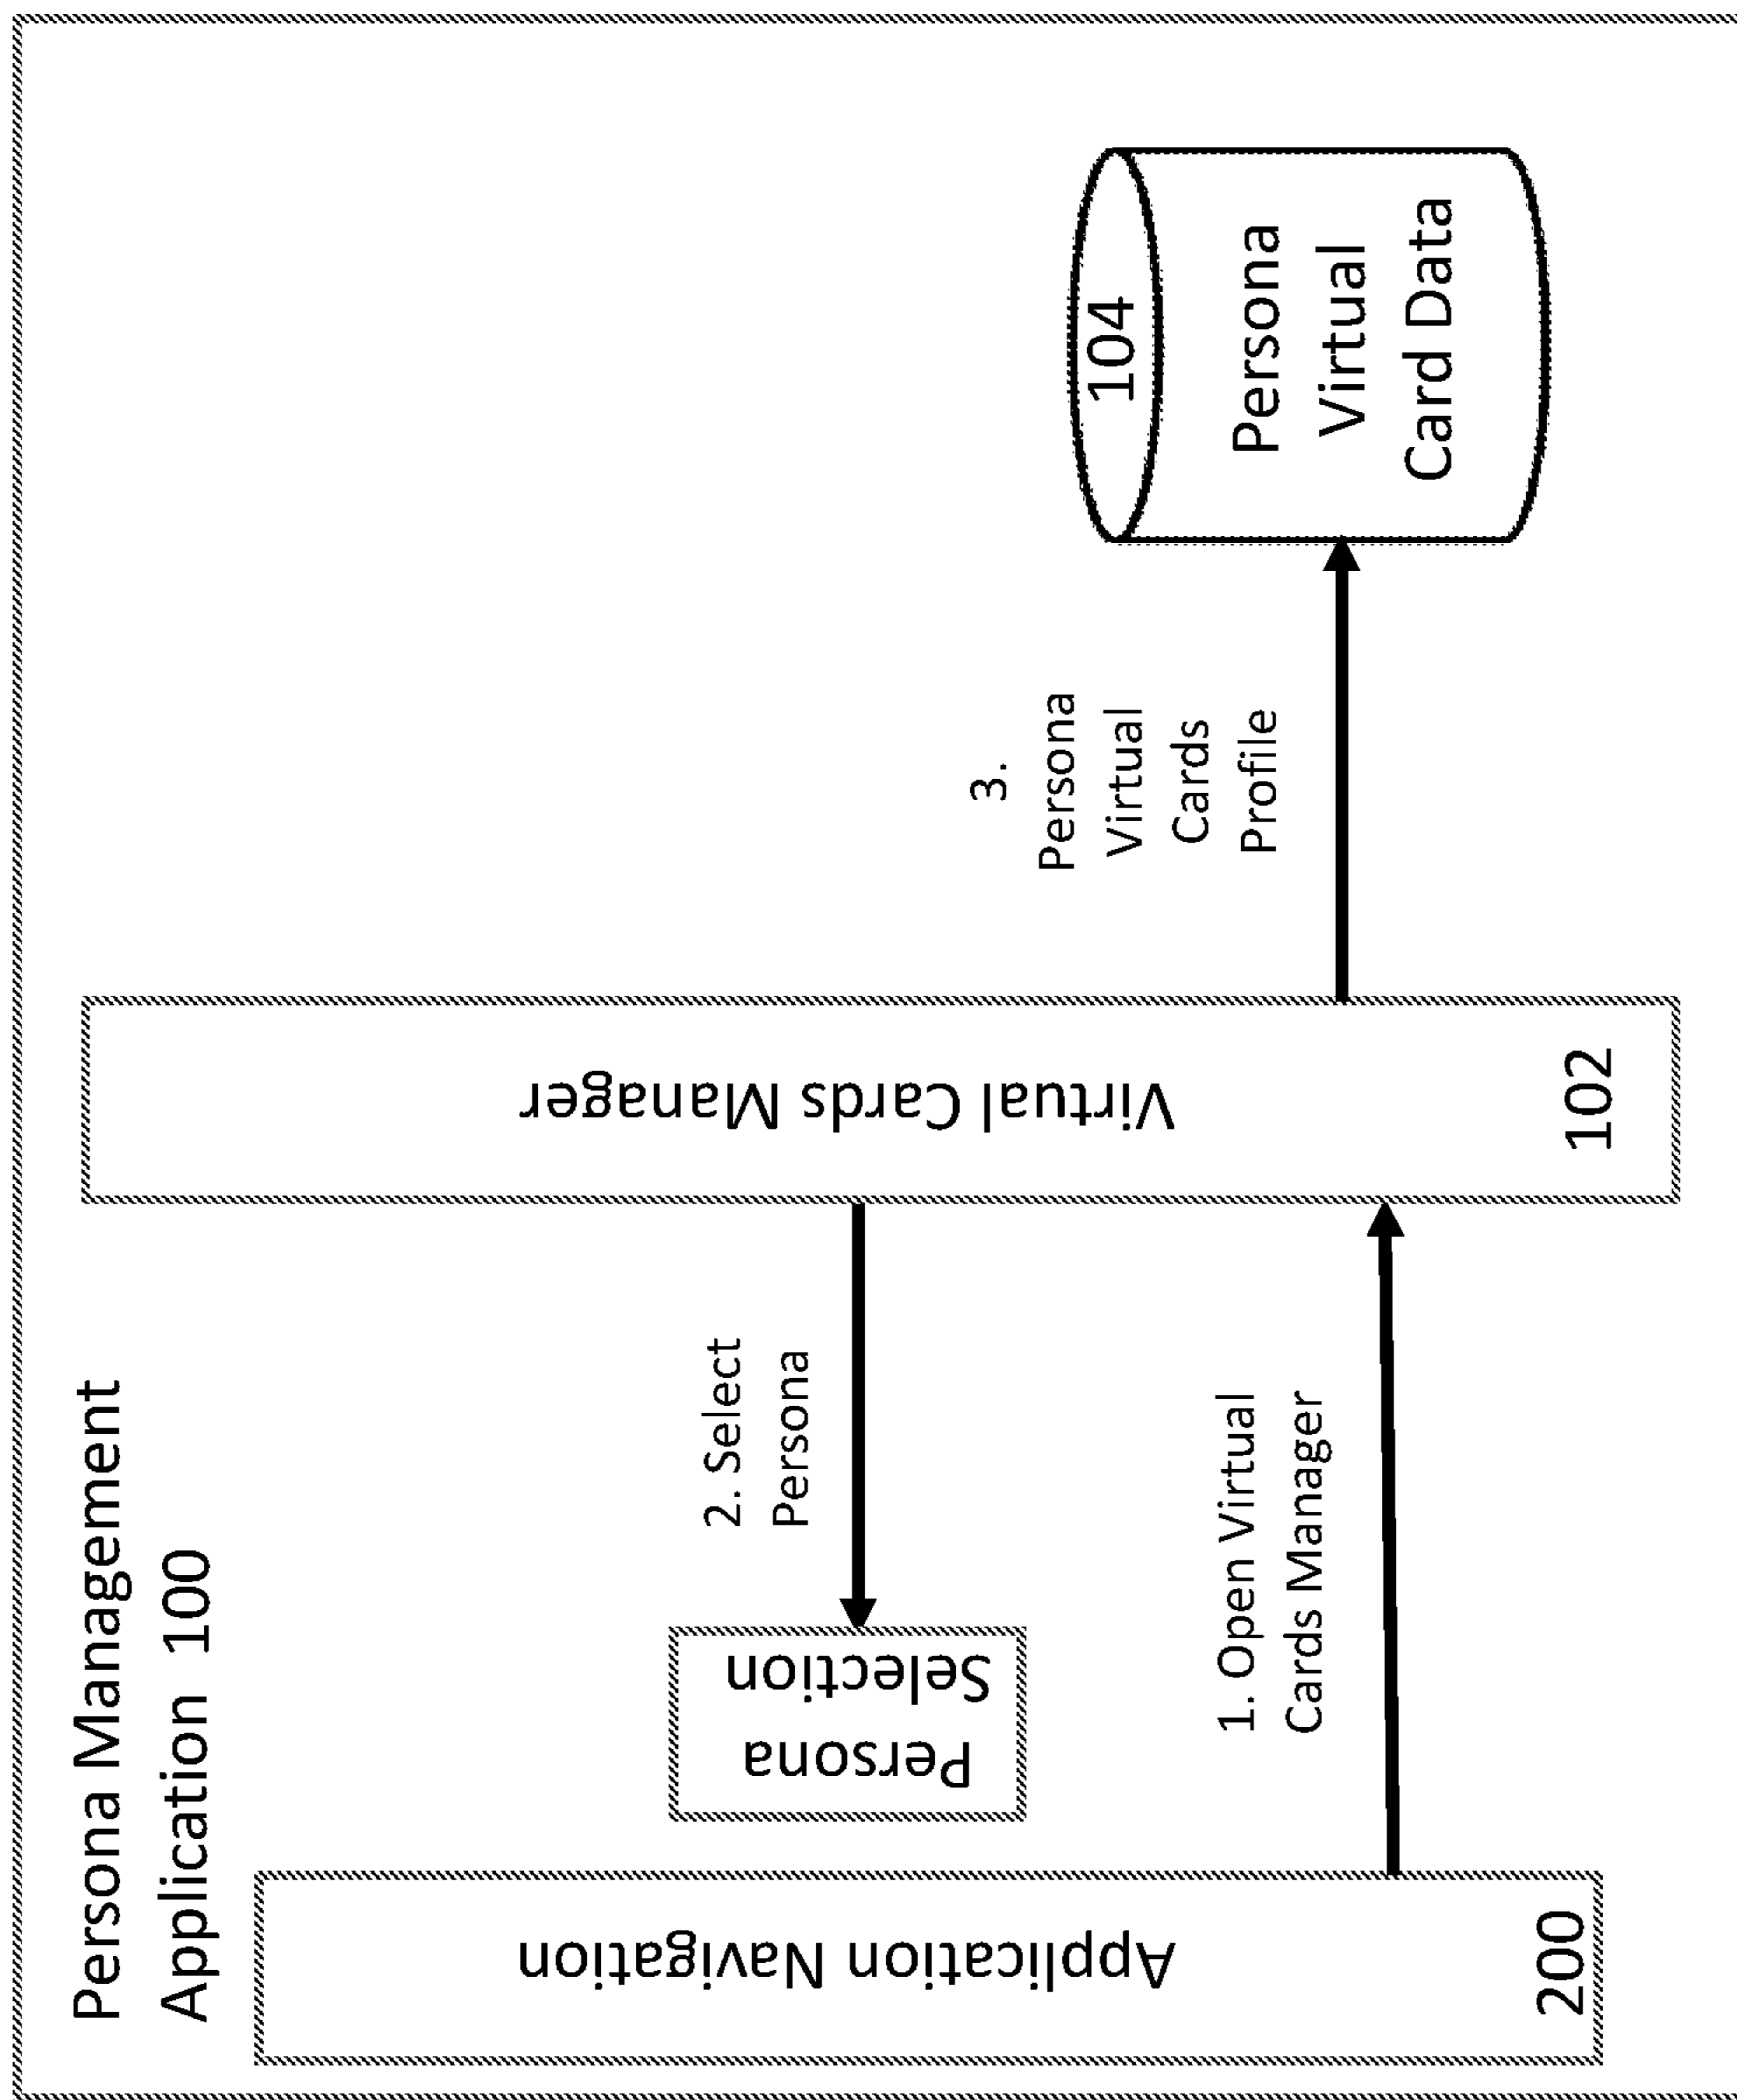 Persona Management
Application 100
Application Navigation
200
Persona
Selection
2. Select
Persona
1. Open Virtual
Cards Manager
Virtual Cards Manager
102
3.
Persona
Virtual
Cards
Profile
104
Persona
Virtual
Card Data